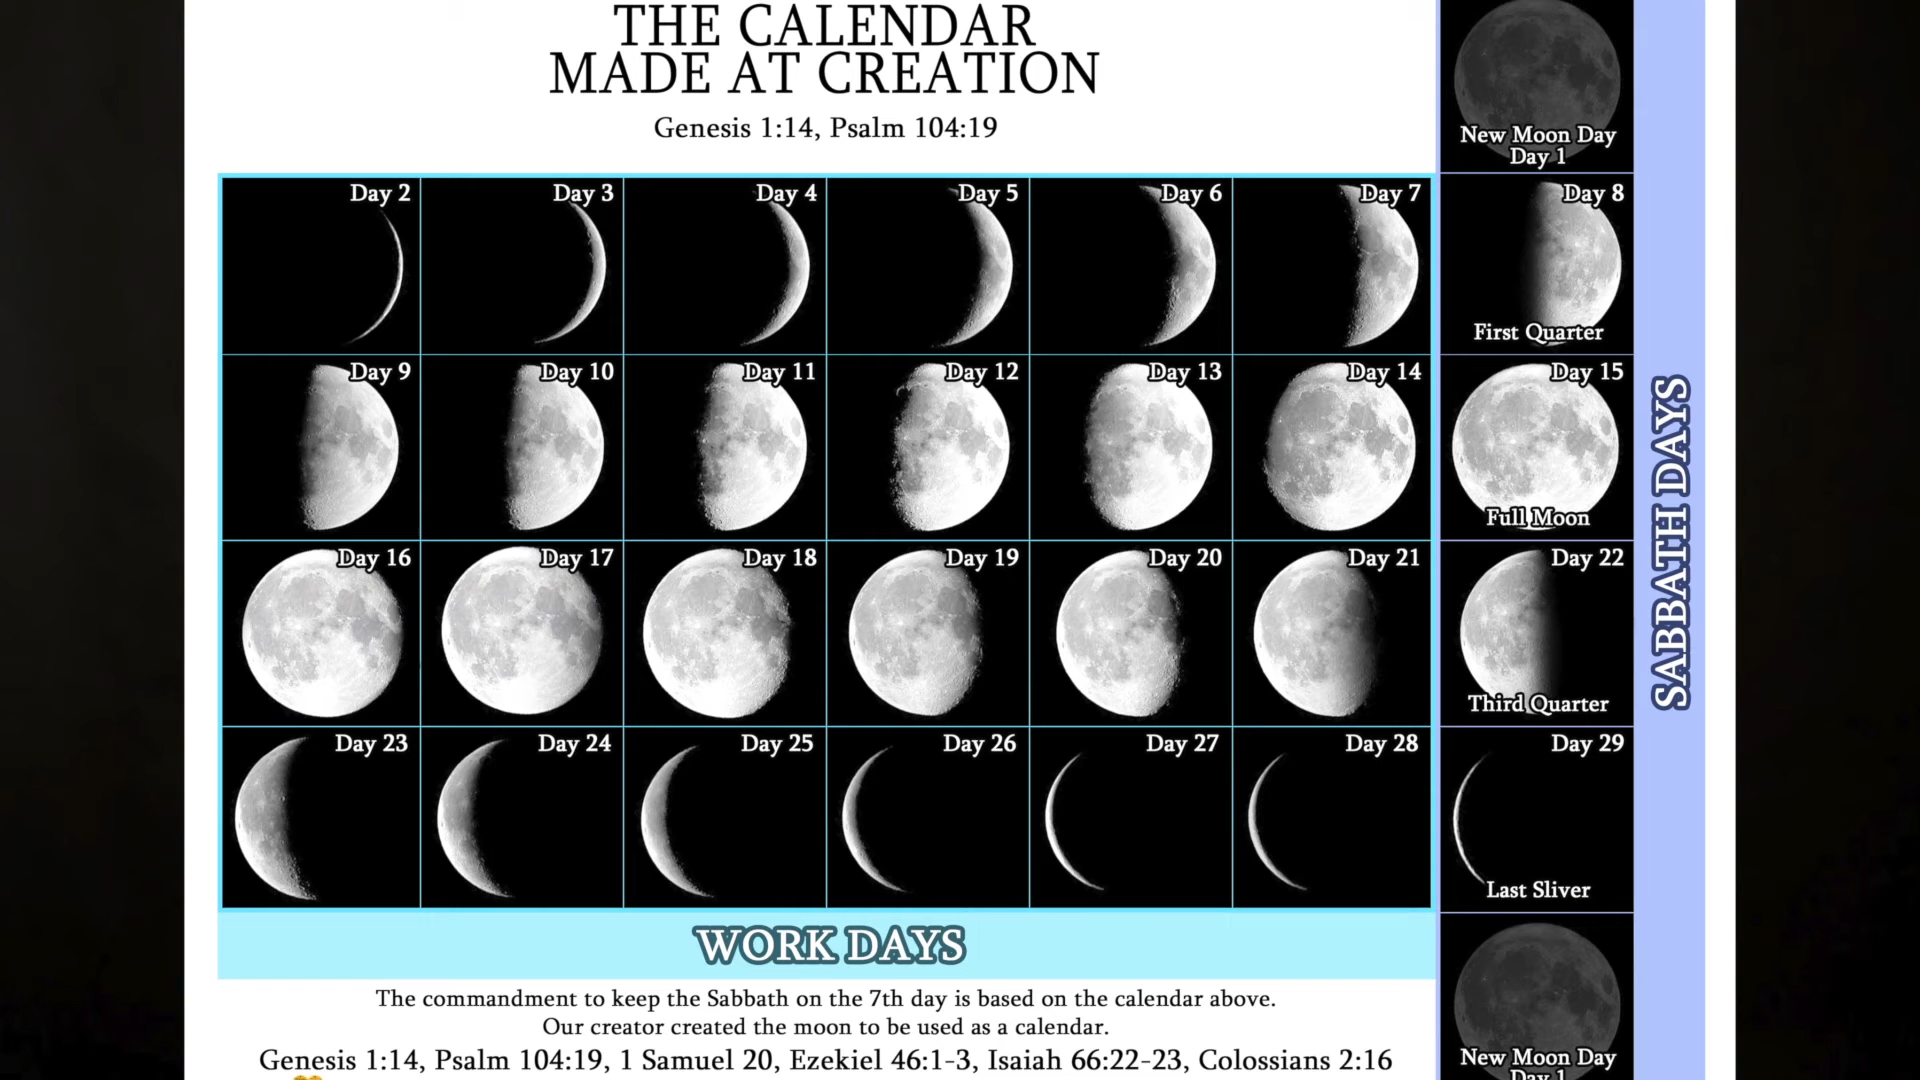 THE CALENDAR
MADE AT CREATION
Genesis 1:14, Psalm 104:19
New Moon Day
Day 1
Day 2
Day 3
Day 4
Day 5
Day 6
Day 7
Day 8
First Quarter
Day 9
Day 10
Day 11
Day 12
Day 13
Day 14
Day 15
Full Moon
Day 16
Day 17
Day 18
Day 19
Day 20
Day 21
Day 22
Third Quarter
Day 23
Day 24
Day 25
Day 26
Day 27
Day 28
Day 29
Last Sliver
SABBATH DAYS
WORK DAYS
New Moon Day
Day 1
The commandment to keep the Sabbath on the 7th day is based on the calendar above.
Our creator created the moon to be used as a calendar.
Genesis 1:14, Psalm 104:19, 1 Samuel 20, Ezekiel 46:1-3, Isaiah 66:22-23, Colossians 2:16